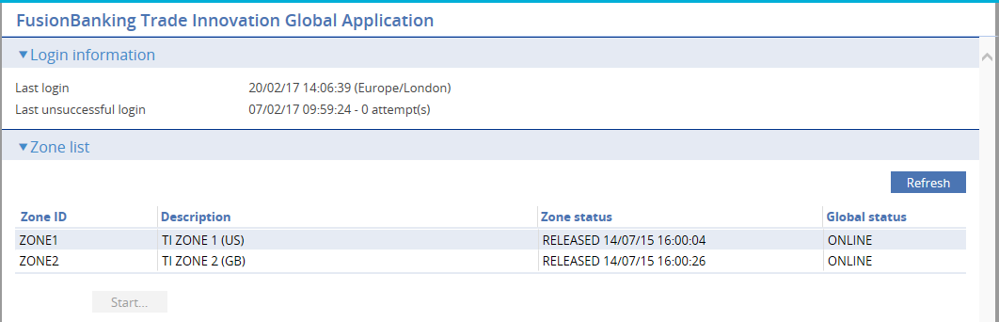 FusionBanking Trade Innovation Global Application
Login information
Last login 20/02/17 14:06:39 (Europe/London)
Last unsuccessful login 07/02/17 09:59:24 - 0 attempt(s)
Zone list
Refresh
Zone ID Description Zone status Global status
ZONE1 TI ZONE 1 (US) RELEASED 14/07/15 16:00:04 ONLINE
ZONE2 TI ZONE 2 (GB) RELEASED 14/07/15 16:00:26 ONLINE
Start...